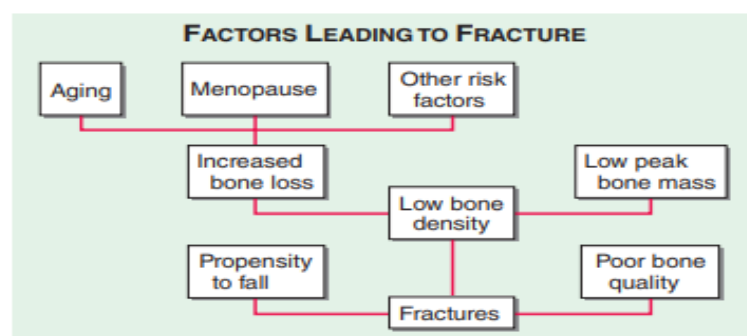 FACTORS LEADING TO FRACTURE
Aging
Menopause
Other risk
factors
Increased
bone loss
Low peak
bone mass
Low bone
density
Propensity
to fall
Poor bone
quality
Fractures